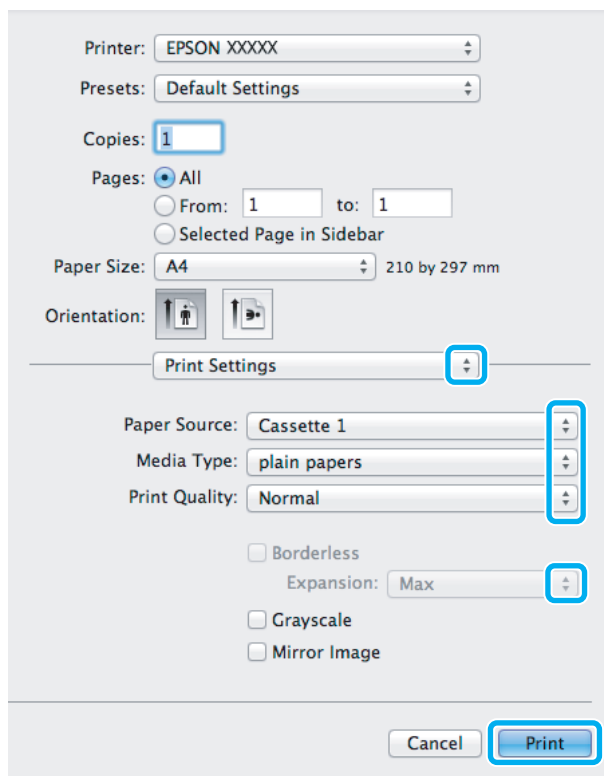 Printer: EPSON XXXXX
Presets: Default Settings
Copies: 1
Pages: All
From: 1 to: 1
Selected Page in Sidebar
Paper Size: A4 210 by 297 mm
Orientation:
Print Settings
Paper Source: Cassette 1
Media Type: plain papers
Print Quality: Normal
Borderless
Expansion: Max
Grayscale
Mirror Image
Cancel Print